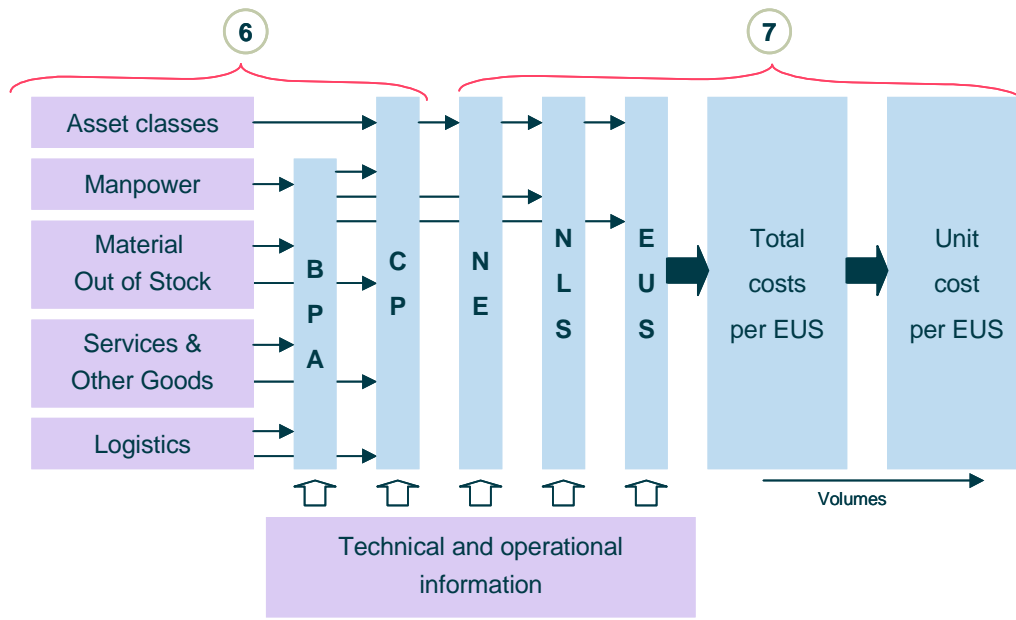 6
7
Asset classes
Manpower
Material
Out of Stock
Services &
Other Goods
Logistics
B
P
A
C
P
N
E
N
L
S
E
U
S
Total
costs
per EUS
Unit
cost
per EUS
Volumes
Technical and operational
information